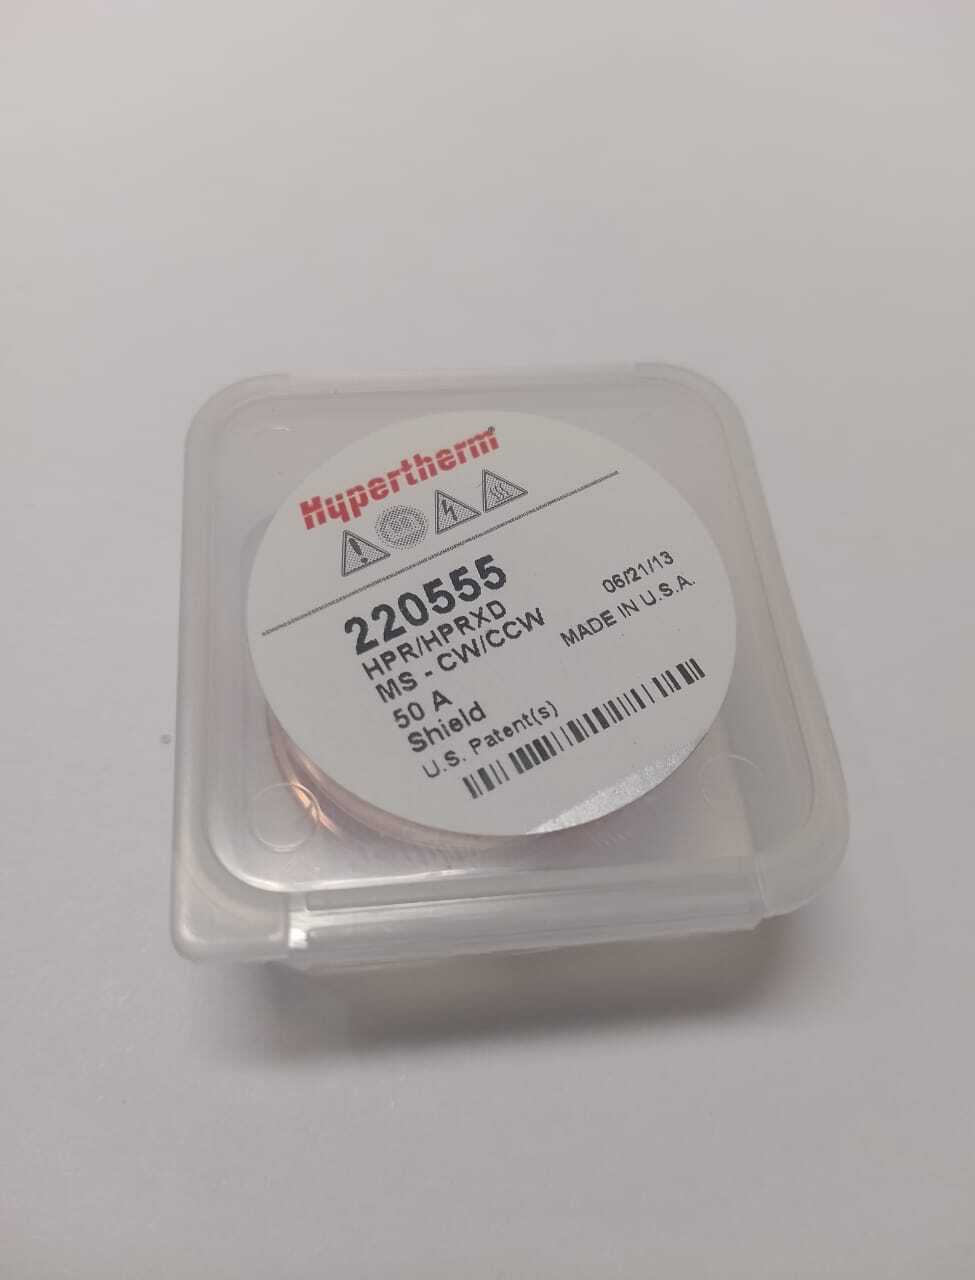 Hypertherm®
220555
HPR/HPRXD
MS - CW/CCW
50 A
Shield
U.S. Patent(s)
06/21/13
MADE IN U.S.A.